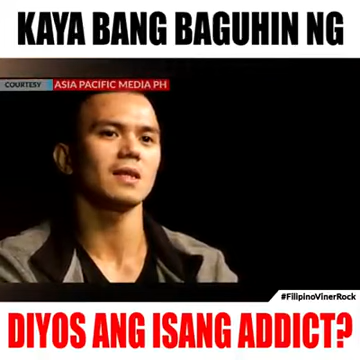 KAYA BANG BAGUHIN NG
COURTESY ASIA PACIFIC MEDIA PH
#FilipinoVinerRock
DIYOS ANG ISANG ADDICT?